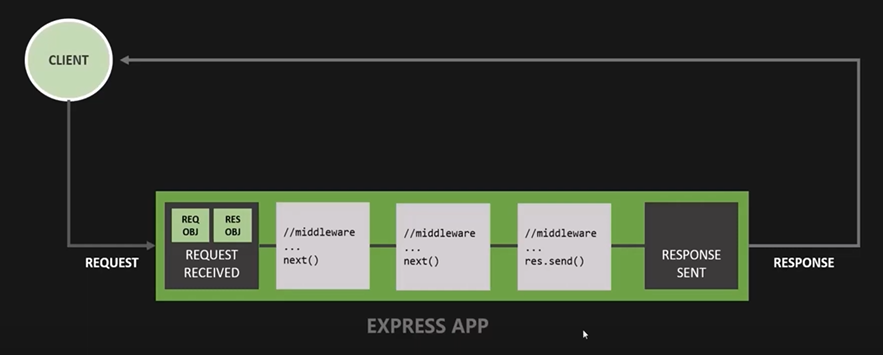 CLIENT
REQUEST
REQ
OBJ
RES
OBJ
REQUEST
RECEIVED
//middleware
...
next()
//middleware
...
next()
//middleware
...
res.send()
RESPONSE
SENT
RESPONSE
EXPRESS APP